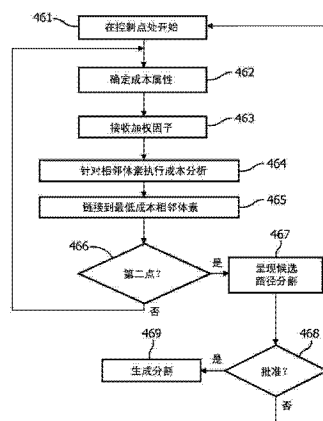 461
在控制点处开始
确定成本属性
462
接收加权因子
463
针对相邻体素执行成本分析
464
链接到最低成本相邻体素
465
466
第二点？
是
否
467
呈现候选
路径分割
468
批准？
是
否
469
生成分割